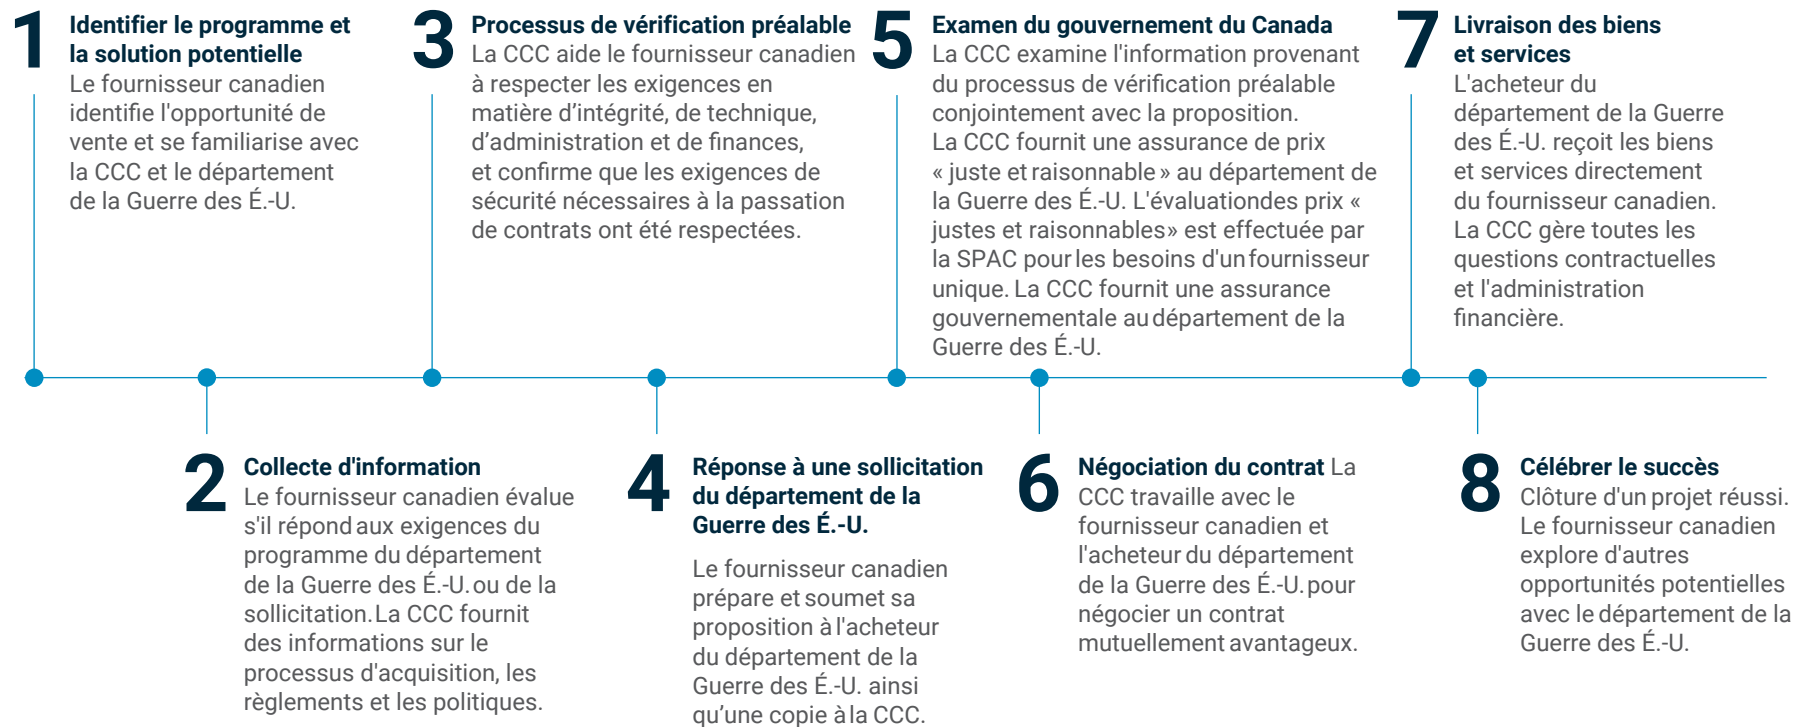 1
Identifier le programme et
la solution potentielle
Le fournisseur canadien
identifie l'opportunité de
vente et se familiarise avec
la CCC et le département
de la Guerre des É.-U.
2
Collecte d'information
Le fournisseur canadien évalue
s'il répond aux exigences du
programme du département
de la Guerre des É.-U. ou de la
sollicitation. La CCC fournit
des informations sur le
processus d'acquisition, les
règlements et les politiques.
3
Processus de vérification préalable
La CCC aide le fournisseur canadien
à respecter les exigences en
matière d’intégrité, de technique,
d’administration et de finances,
et confirme que les exigences de
sécurité nécessaires à la passation
de contrats ont été respectées.
4
Réponse à une sollicitation
du département de la
Guerre des É.-U.
Le fournisseur canadien
prépare et soumet sa
proposition à l'acheteur
du département de la
Guerre des É.-U. ainsi
qu’une copie à la CCC.
5
Examen du gouvernement du Canada
La CCC examine l'information provenant
du processus de vérification préalable
conjointement avec la proposition.
La CCC fournit une assurance de prix
« juste et raisonnable » au département de
la Guerre des É.-U. L'évaluationdes prix «
justes et raisonnables» est effectuée par
la SPAC pour les besoins d'un fournisseur
unique. La CCC fournit une assurance
gouvernementale au département de la
Guerre des É.-U.
6
Négociation du contrat La
CCC travaille avec le
fournisseur canadien et
l'acheteur du département
de la Guerre des É.-U. pour
négocier un contrat
mutuellement avantageux.
7
Livraison des biens
et services
L'acheteur du
département de la Guerre
des É.-U. reçoit les biens
et services directement
du fournisseur canadien.
La CCC gère toutes les
questions contractuelles
et l'administration
financière.
8
Célébrer le succès
Clôture d'un projet réussi.
Le fournisseur canadien
explore d'autres
opportunités potentielles
avec le département de la
Guerre des É.-U.